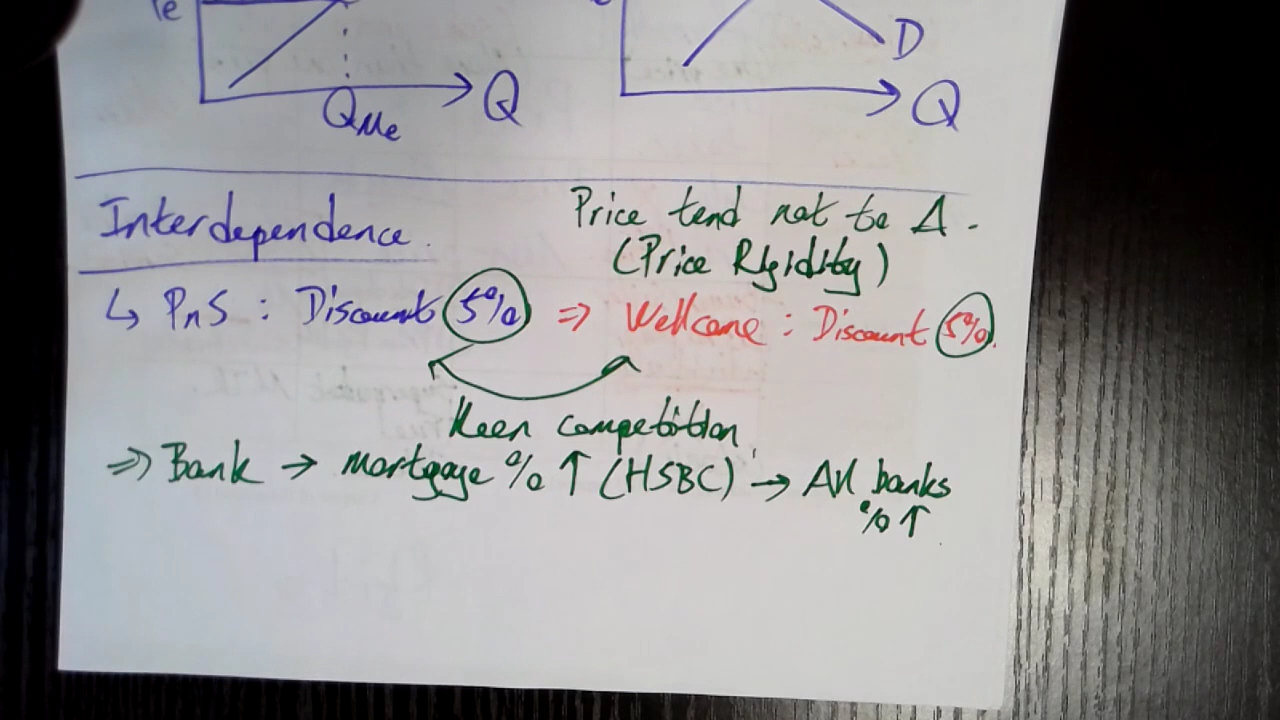 Pe
Q
QMe
D
Q
Interdependence.
Price tend not to Δ.
(Price Rigidity)
↳ PnS : Discount 5% ⇒ Wellcome : Discount 5%.
Keen competition
⇒ Bank → mortgage % ↑ (HSBC) → All banks
% ↑